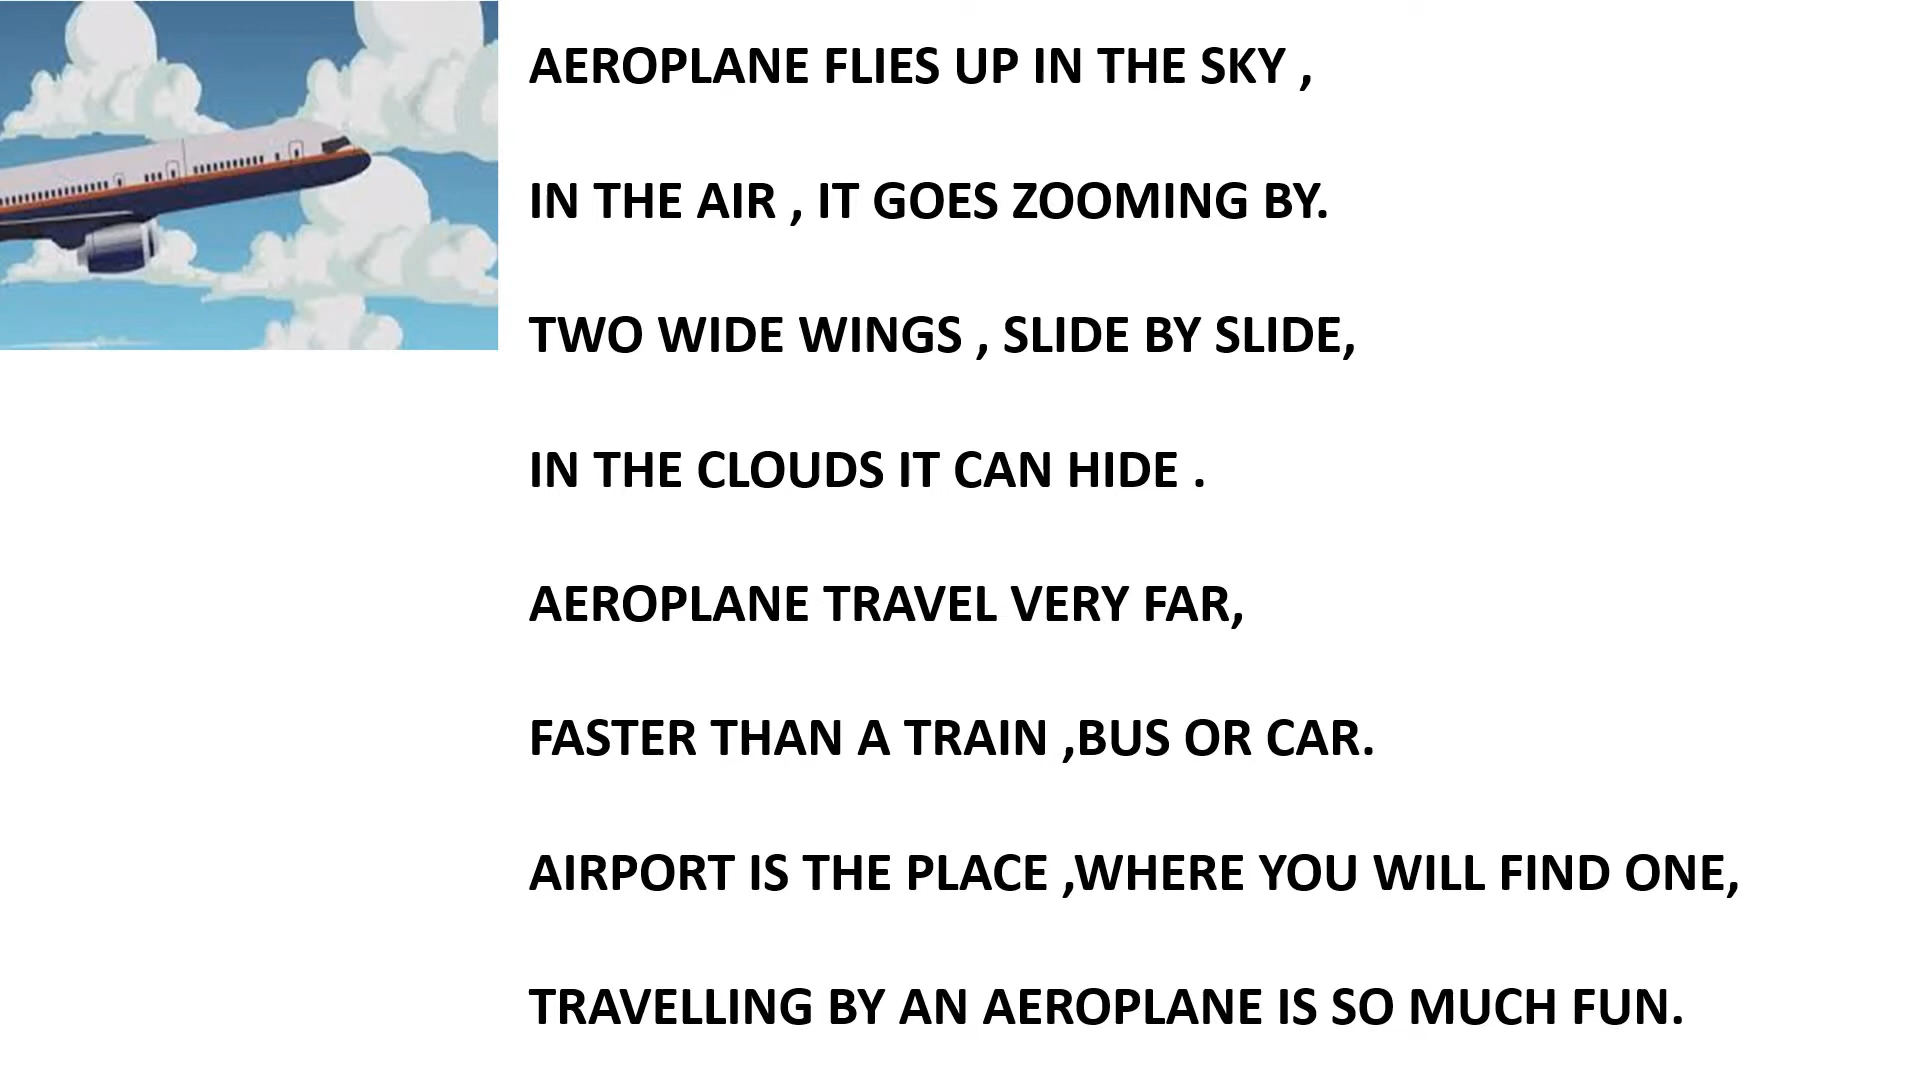 AEROPLANE FLIES UP IN THE SKY ,
IN THE AIR , IT GOES ZOOMING BY.
TWO WIDE WINGS , SLIDE BY SLIDE,
IN THE CLOUDS IT CAN HIDE .
AEROPLANE TRAVEL VERY FAR,
FASTER THAN A TRAIN ,BUS OR CAR.
AIRPORT IS THE PLACE ,WHERE YOU WILL FIND ONE,
TRAVELLING BY AN AEROPLANE IS SO MUCH FUN.